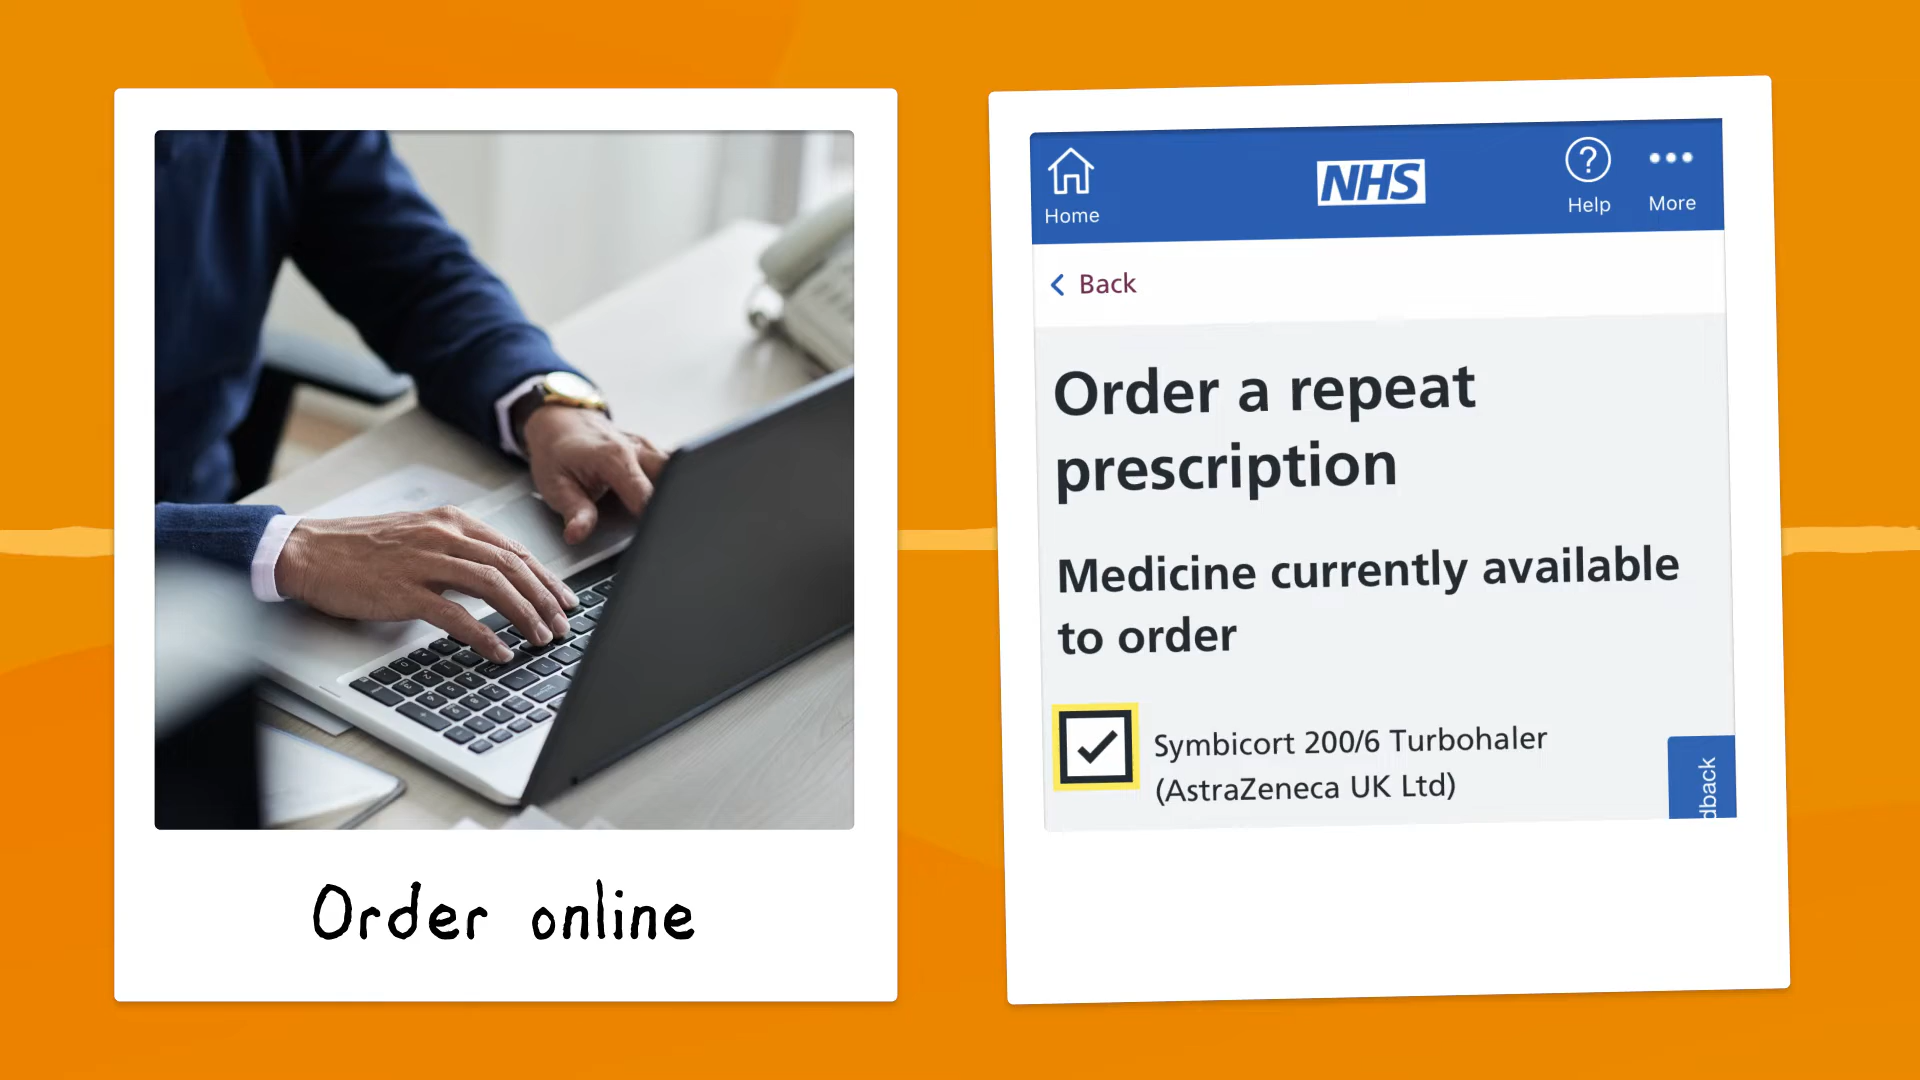 Order online
Home
NHS
Help
More
Back
Order a repeat
prescription
Medicine currently available
to order
Symbicort 200/6 Turbohaler
(AstraZeneca UK Ltd)
dback